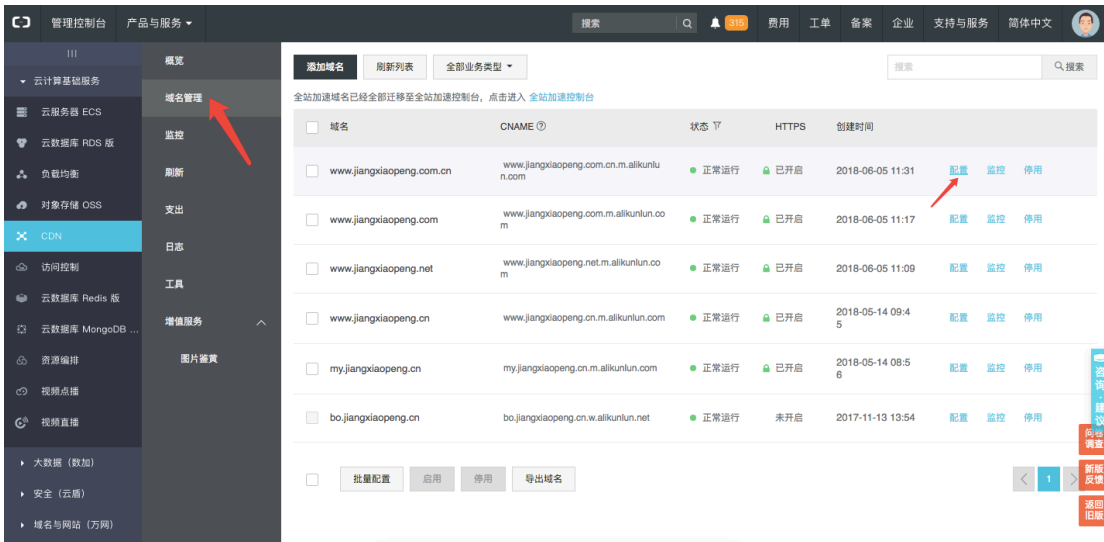 管理控制台 产品与服务 搜索 315 费用 工单 备案 企业 支持与服务 简体中文
云计算基础服务
云服务器 ECS
云数据库 RDS 版
负载均衡
对象存储 OSS
CDN
访问控制
云数据库 Redis 版
云数据库 MongoDB ...
资源编排
视频点播
视频直播
大数据（数加）
安全（云盾）
域名与网站（万网）
概览
域名管理
监控
刷新
支出
日志
工具
增值服务
图片鉴黄
添加域名 刷新列表 全部业务类型 搜索 搜索
全站加速域名已经全部迁移至全站加速控制台，点击进入 全站加速控制台
域名 CNAME ? 状态 HTTPS 创建时间
www.jiangxiaopeng.com.cn www.jiangxiaopeng.com.cn.m.alikunlu 正常运行 已开启 2018-06-05 11:31 配置 监控 停用
n.com
www.jiangxiaopeng.com www.jiangxiaopeng.com.m.alikunlun.co 正常运行 已开启 2018-06-05 11:17 配置 监控 停用
m
www.jiangxiaopeng.net www.jiangxiaopeng.net.m.alikunlun.co 正常运行 已开启 2018-06-05 11:09 配置 监控 停用
m
www.jiangxiaopeng.cn www.jiangxiaopeng.cn.m.alikunlun.com 正常运行 已开启 2018-05-14 09:4 配置 监控 停用
5
my.jiangxiaopeng.cn my.jiangxiaopeng.cn.m.alikunlun.com 正常运行 已开启 2018-05-14 08:5 配置 监控 停用
6
bo.jiangxiaopeng.cn bo.jiangxiaopeng.cn.w.alikunlun.net 正常运行 未开启 2017-11-13 13:54 配置 监控 停用
批量配置 启用 停用 导出域名 1
咨询·建议
问卷
调查
新版
反馈
返回
旧版